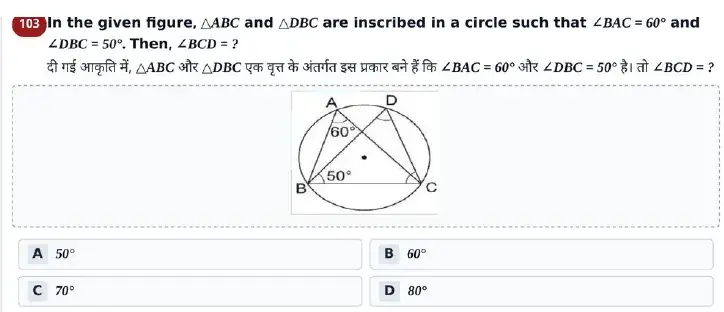 103 In the given figure, △ABC and △DBC are inscribed in a circle such that ∠BAC = 60° and
∠DBC = 50°. Then, ∠BCD = ?
दी गई आकृति में, △ABC और △DBC एक वृत्त के अंतर्गत इस प्रकार बने हैं कि ∠BAC = 60° और ∠DBC = 50° है। तो ∠BCD = ?
A D
60°
50°
B C
A 50°
B 60°
C 70°
D 80°